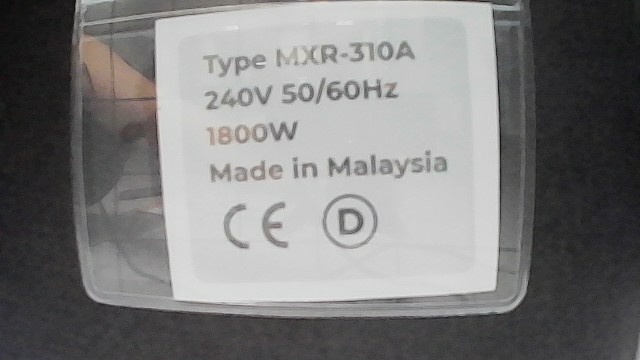 Type MXR-310A
240V 50/60Hz
1800W
Made in Malaysia
CE D